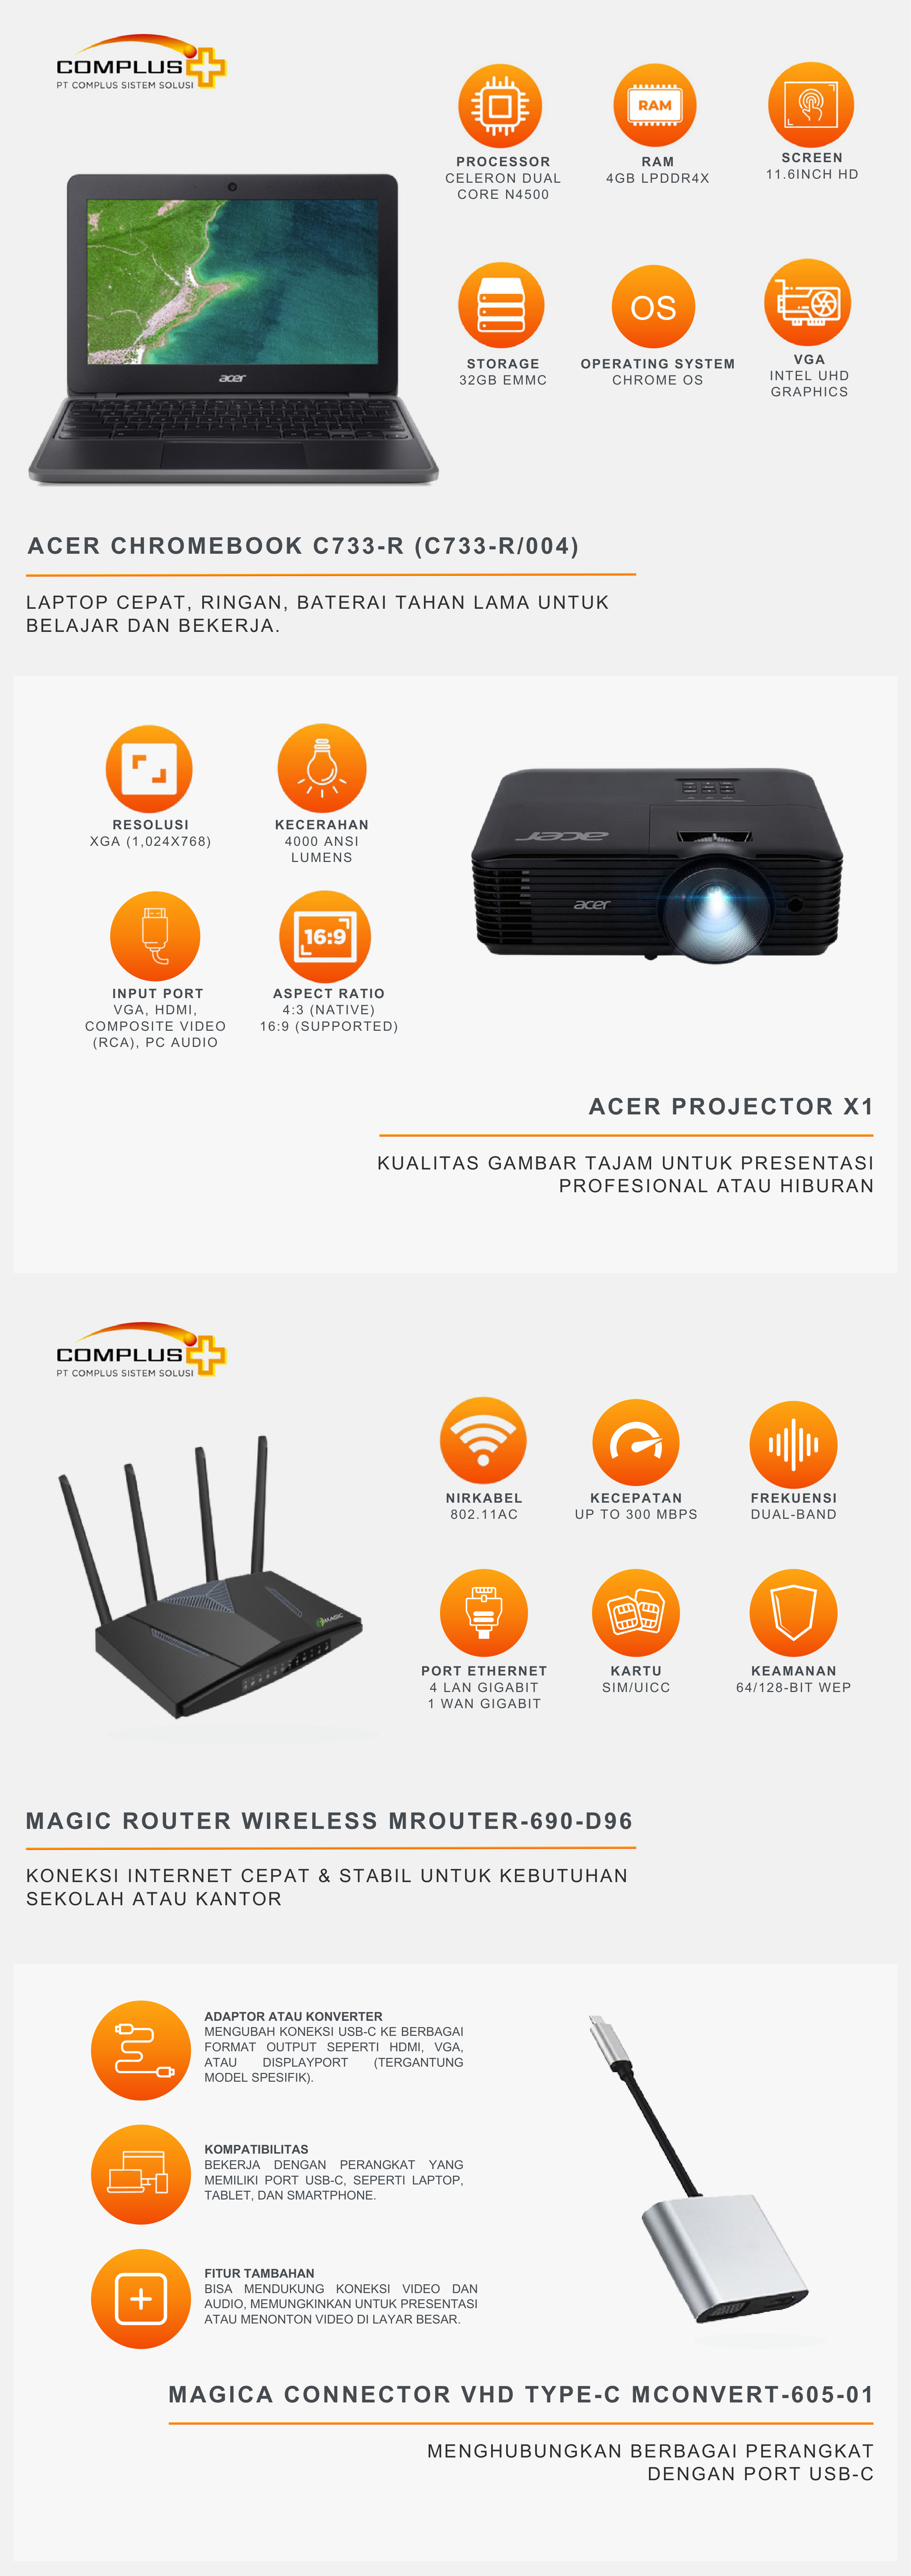 COMPLUS
PT COMPLUS SISTEM SOLUSI
PROCESSOR
CELERON DUAL
CORE N4500
RAM
RAM
4GB LPDDR4X
SCREEN
11.6INCH HD
acer
STORAGE
32GB EMMC
OS
OPERATING SYSTEM
CHROME OS
VGA
INTEL UHD
GRAPHICS
ACER CHROMEBOOK C733-R (C733-R/004)
LAPTOP CEPAT, RINGAN, BATERAI TAHAN LAMA UNTUK
BELAJAR DAN BEKERJA.
RESOLUSI
XGA (1,024X768)
KECERAHAN
4000 ANSI
LUMENS
acer
acer
INPUT PORT
VGA, HDMI,
COMPOSITE VIDEO
(RCA), PC AUDIO
16:9
ASPECT RATIO
4:3 (NATIVE)
16:9 (SUPPORTED)
ACER PROJECTOR X1
KUALITAS GAMBAR TAJAM UNTUK PRESENTASI
PROFESIONAL ATAU HIBURAN
COMPLUS
PT COMPLUS SISTEM SOLUSI
NIRKABEL
802.11AC
KECEPATAN
UP TO 300 MBPS
FREKUENSI
DUAL-BAND
MAGIC
PORT ETHERNET
4 LAN GIGABIT
1 WAN GIGABIT
KARTU
SIM/UICC
KEAMANAN
64/128-BIT WEP
MAGIC ROUTER WIRELESS MROUTER-690-D96
KONEKSI INTERNET CEPAT & STABIL UNTUK KEBUTUHAN
SEKOLAH ATAU KANTOR
ADAPTOR ATAU KONVERTER
MENGUBAH KONEKSI USB-C KE BERBAGAI
FORMAT OUTPUT SEPERTI HDMI, VGA,
ATAU DISPLAYPORT (TERGANTUNG
MODEL SPESIFIK).
KOMPATIBILITAS
BEKERJA DENGAN PERANGKAT YANG
MEMILIKI PORT USB-C, SEPERTI LAPTOP,
TABLET, DAN SMARTPHONE.
FITUR TAMBAHAN
BISA MENDUKUNG KONEKSI VIDEO DAN
AUDIO, MEMUNGKINKAN UNTUK PRESENTASI
ATAU MENONTON VIDEO DI LAYAR BESAR.
MAGICA CONNECTOR VHD TYPE-C MCONVERT-605-01
MENGHUBUNGKAN BERBAGAI PERANGKAT
DENGAN PORT USB-C